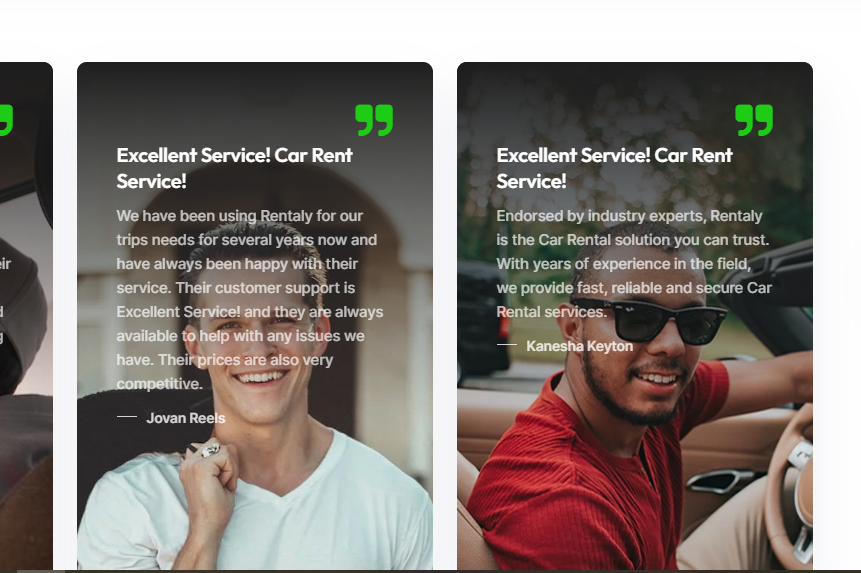 Excellent Service! Car Rent
Service!
We have been using Rentaly for our
trips needs for several years now and
have always been happy with their
service. Their customer support is
Excellent Service! and they are always
available to help with any issues we
have. Their prices are also very
competitive.
Jovan Reels
Excellent Service! Car Rent
Service!
Endorsed by industry experts, Rentaly
is the Car Rental solution you can trust.
With years of experience in the field,
we provide fast, reliable and secure Car
Rental services.
Kanesha Keyton